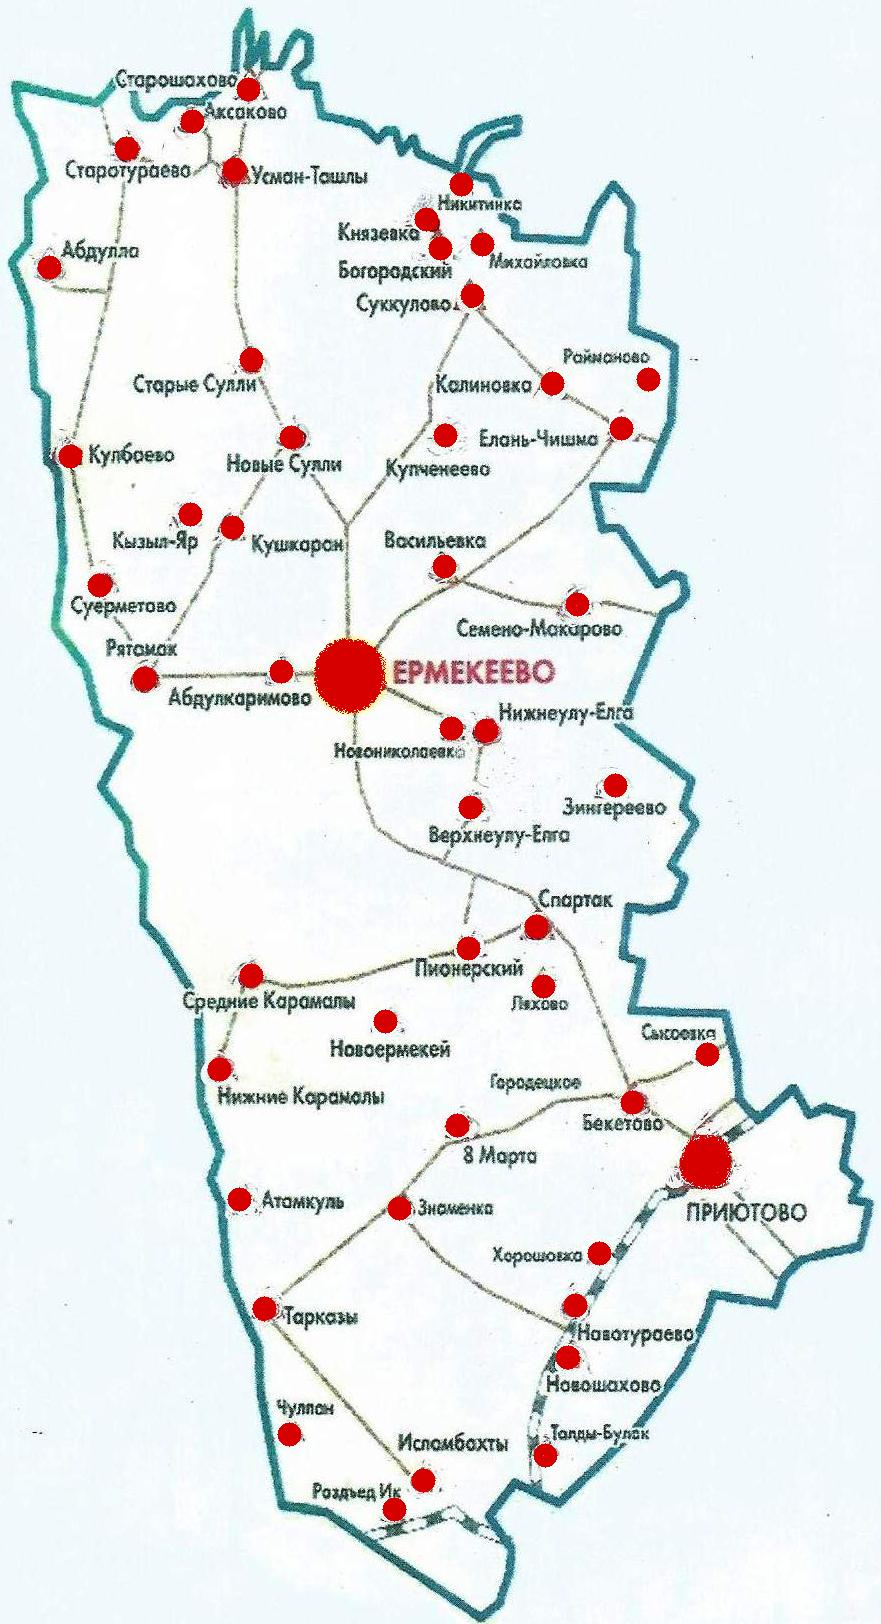 Старошахово
Аксаково
Старотураево
Усман-Ташлы
Никитинка
Князевка
Абдулла
Михайловка
Богородский
Суккулово
Райманово
Старые Сулли
Калиновка
Елань-Чишма
Кулбаево
Новые Сулли
Купченеево
Кызыл-Яр
Кушкаран
Васильевка
Суерметово
Семено-Макарово
Рятамак
ЕРМЕКЕЕВО
Абдулкаримово
Нижнеулу-Елга
Новониколаевка
Зингереево
Верхнеулу-Елга
Спартак
Пионерский
Средние Карамалы
Ляхово
Сысоевка
Новоермекей
Городецкое
Нижние Карамалы
Бекетово
8 Марта
Атамкуль
Знаменка
ПРИЮТОВО
Хорошовка
Тарказы
Новотураево
Новошахово
Чулпан
Талды-Булак
Исламбахты
Разъезд Ик